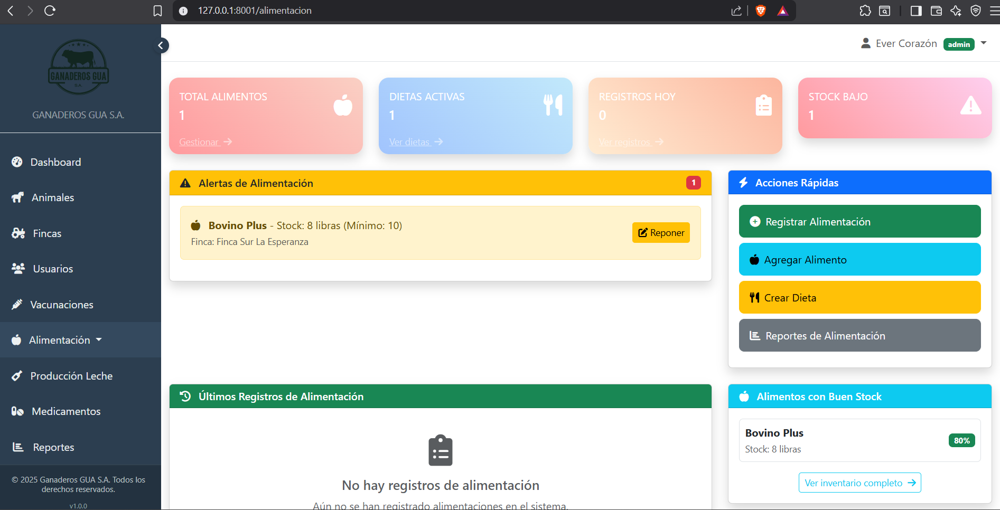 127.0.0.1:8001/alimentacion
GANADEROS GUA
S.A
GANADEROS GUA S.A.
Dashboard
Animales
Fincas
Usuarios
Vacunaciones
Alimentación
Producción Leche
Medicamentos
Reportes
© 2025 Ganaderos GUA S.A. Todos los
derechos reservados.
v1.0.0
Ever Corazón admin
TOTAL ALIMENTOS
1
Gestionar
DIETAS ACTIVAS
1
Ver dietas
REGISTROS HOY
0
Ver registros
STOCK BAJO
1
Alertas de Alimentación 1
Bovino Plus - Stock: 8 libras (Mínimo: 10)
Finca: Finca Sur La Esperanza
Reponer
Acciones Rápidas
Registrar Alimentación
Agregar Alimento
Crear Dieta
Reportes de Alimentación
Últimos Registros de Alimentación
No hay registros de alimentación
Aún no se han registrado alimentaciones en el sistema.
Alimentos con Buen Stock
Bovino Plus
Stock: 8 libras
80%
Ver inventario completo